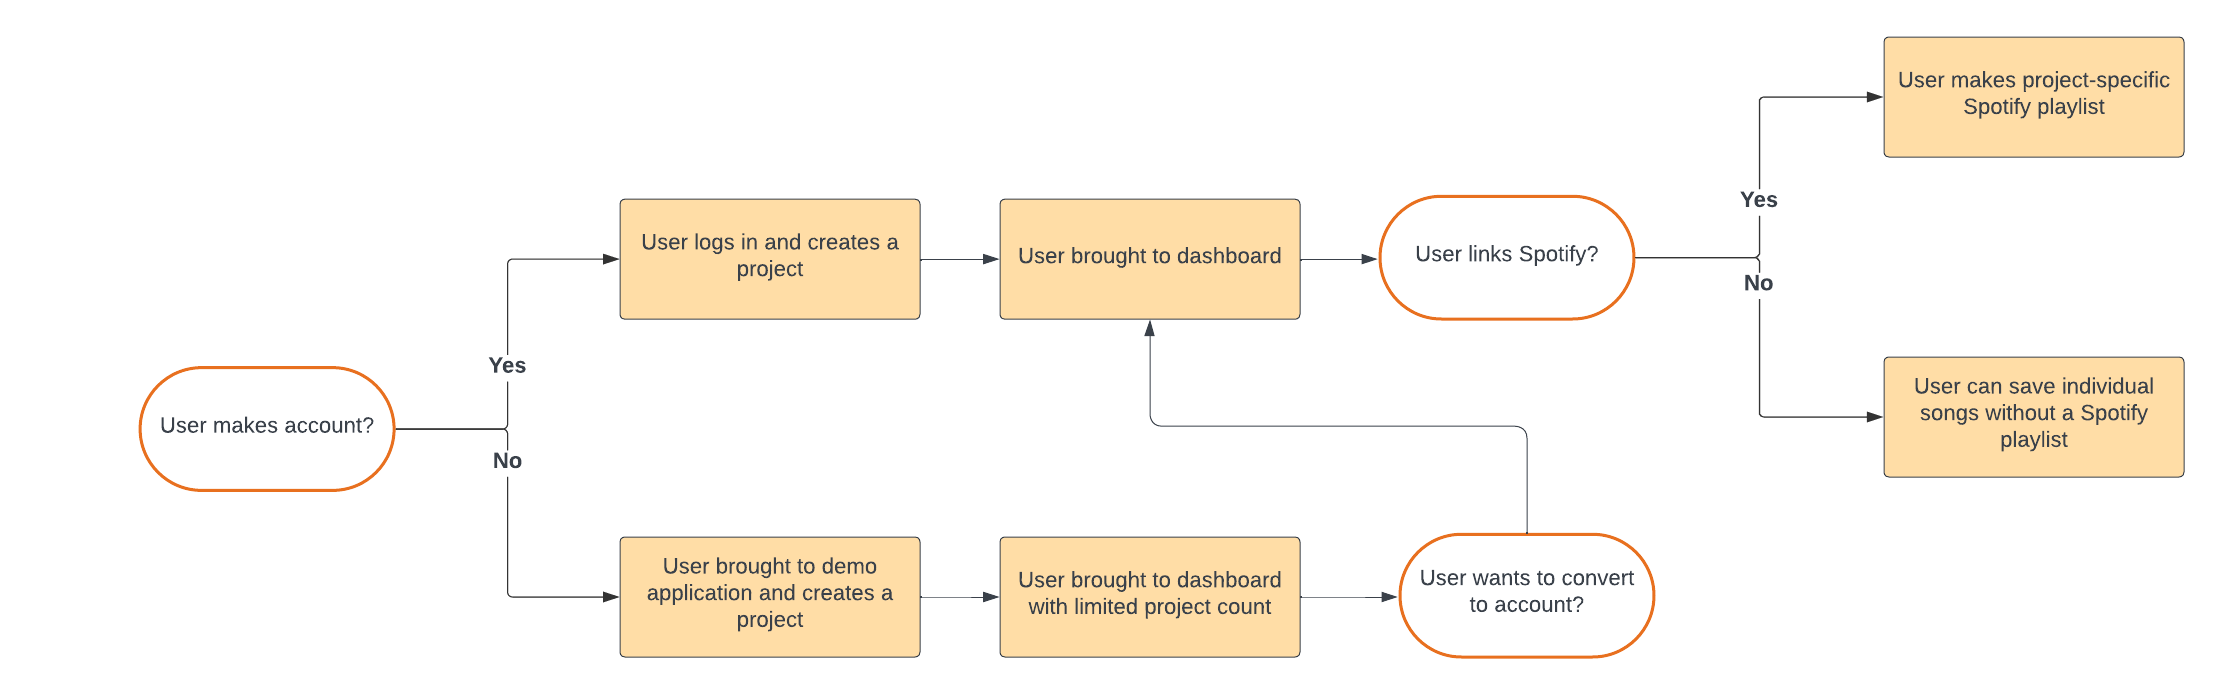 User makes project-specific
Spotify playlist
Yes
User logs in and creates a
project
User brought to dashboard
User links Spotify?
No
Yes
User makes account?
No
User can save individual
songs without a Spotify
playlist
User brought to demo
application and creates a
project
User brought to dashboard
with limited project count
User wants to convert
to account?